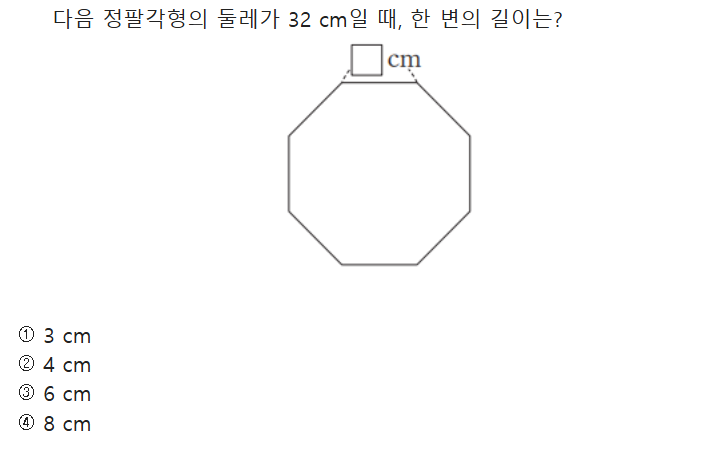 다음 정팔각형의 둘레가 32 cm일 때, 한 변의 길이는?
□ cm
① 3 cm
② 4 cm
③ 6 cm
④ 8 cm